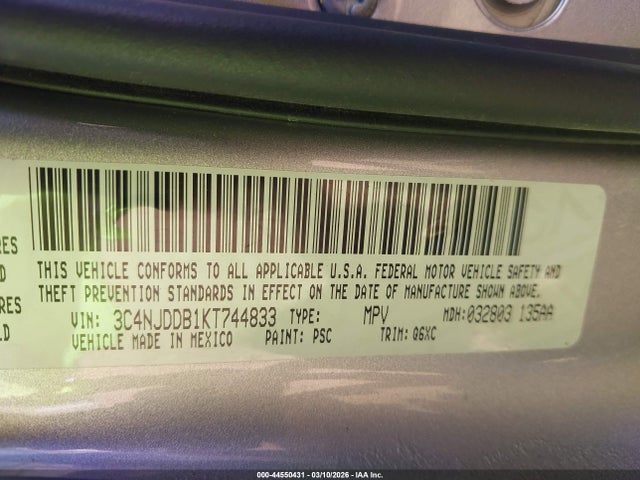 THIS VEHICLE CONFORMS TO ALL APPLICABLE U.S.A. FEDERAL MOTOR VEHICLE SAFETY AND
THEFT PREVENTION STANDARDS IN EFFECT ON THE DATE OF MANUFACTURE SHOWN ABOVE.
VIN: 3C4NJDDB1KT744833 TYPE: MPV MDH:032803 135AA
VEHICLE MADE IN MEXICO PAINT: PSC TRIM: Q6XC
000-44550431 - 03/10/2026 - IAA Inc.